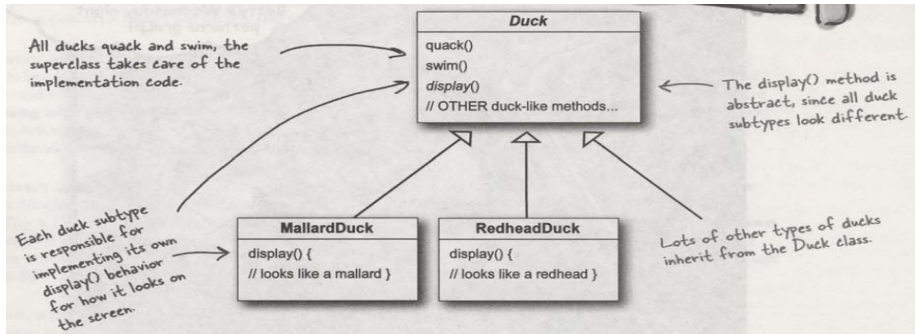 Duck
All ducks quack and swim, the
superclass takes care of the
implementation code.
quack()
swim()
display()
// OTHER duck-like methods...
The display() method is
abstract, since all duck
subtypes look different.
Each duck subtype
is responsible for
implementing its own
display() behavior
for how it looks on
the screen.
MallardDuck
display() {
// looks like a mallard }
RedheadDuck
display() {
// looks like a redhead }
Lots of other types of ducks
inherit from the Duck class.